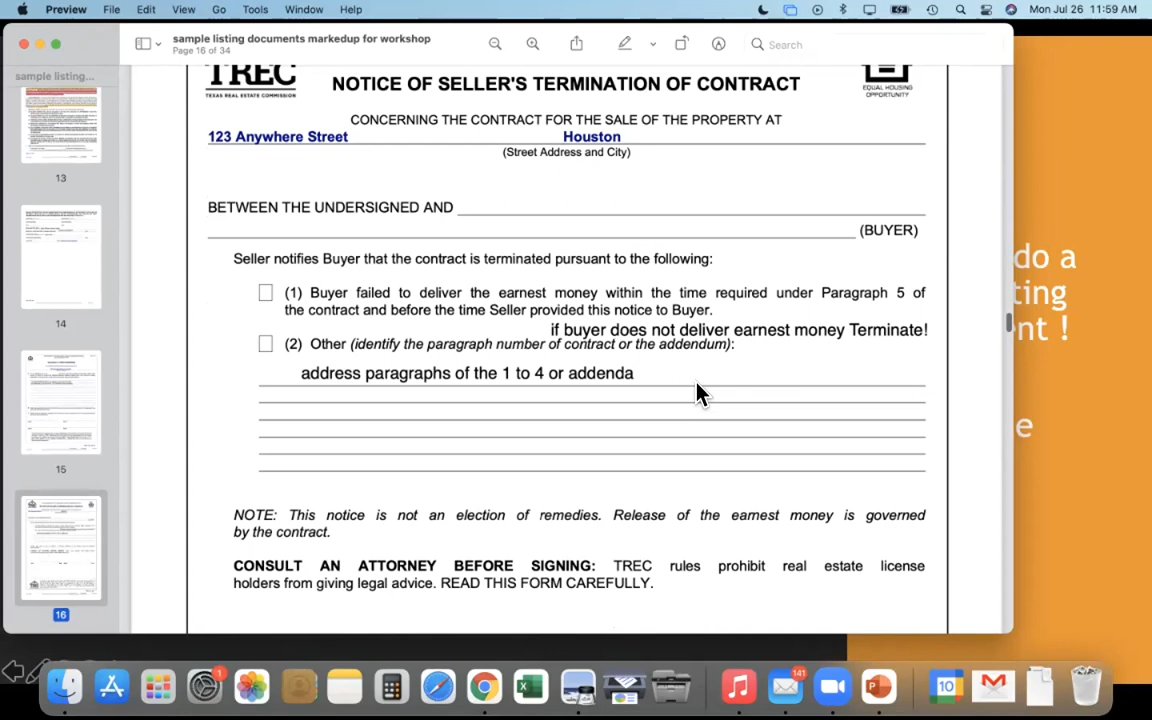 Preview File Edit View Go Tools Window Help Mon Jul 26 11:59 AM
sample listing documents markedup for workshop
Page 16 of 34
Search
sample listing...
13
14
15
16
TREC
TEXAS REAL ESTATE COMMISSION
NOTICE OF SELLER'S TERMINATION OF CONTRACT
EQUAL HOUSING
OPPORTUNITY
CONCERNING THE CONTRACT FOR THE SALE OF THE PROPERTY AT
123 Anywhere Street Houston
(Street Address and City)
BETWEEN THE UNDERSIGNED AND
(BUYER)
Seller notifies Buyer that the contract is terminated pursuant to the following:
(1) Buyer failed to deliver the earnest money within the time required under Paragraph 5 of
the contract and before the time Seller provided this notice to Buyer.
if buyer does not deliver earnest money Terminate!
(2) Other (identify the paragraph number of contract or the addendum):
address paragraphs of the 1 to 4 or addenda
NOTE: This notice is not an election of remedies. Release of the earnest money is governed
by the contract.
CONSULT AN ATTORNEY BEFORE SIGNING: TREC rules prohibit real estate license
holders from giving legal advice. READ THIS FORM CAREFULLY.
do a
ting
nt !
e
1
141
10